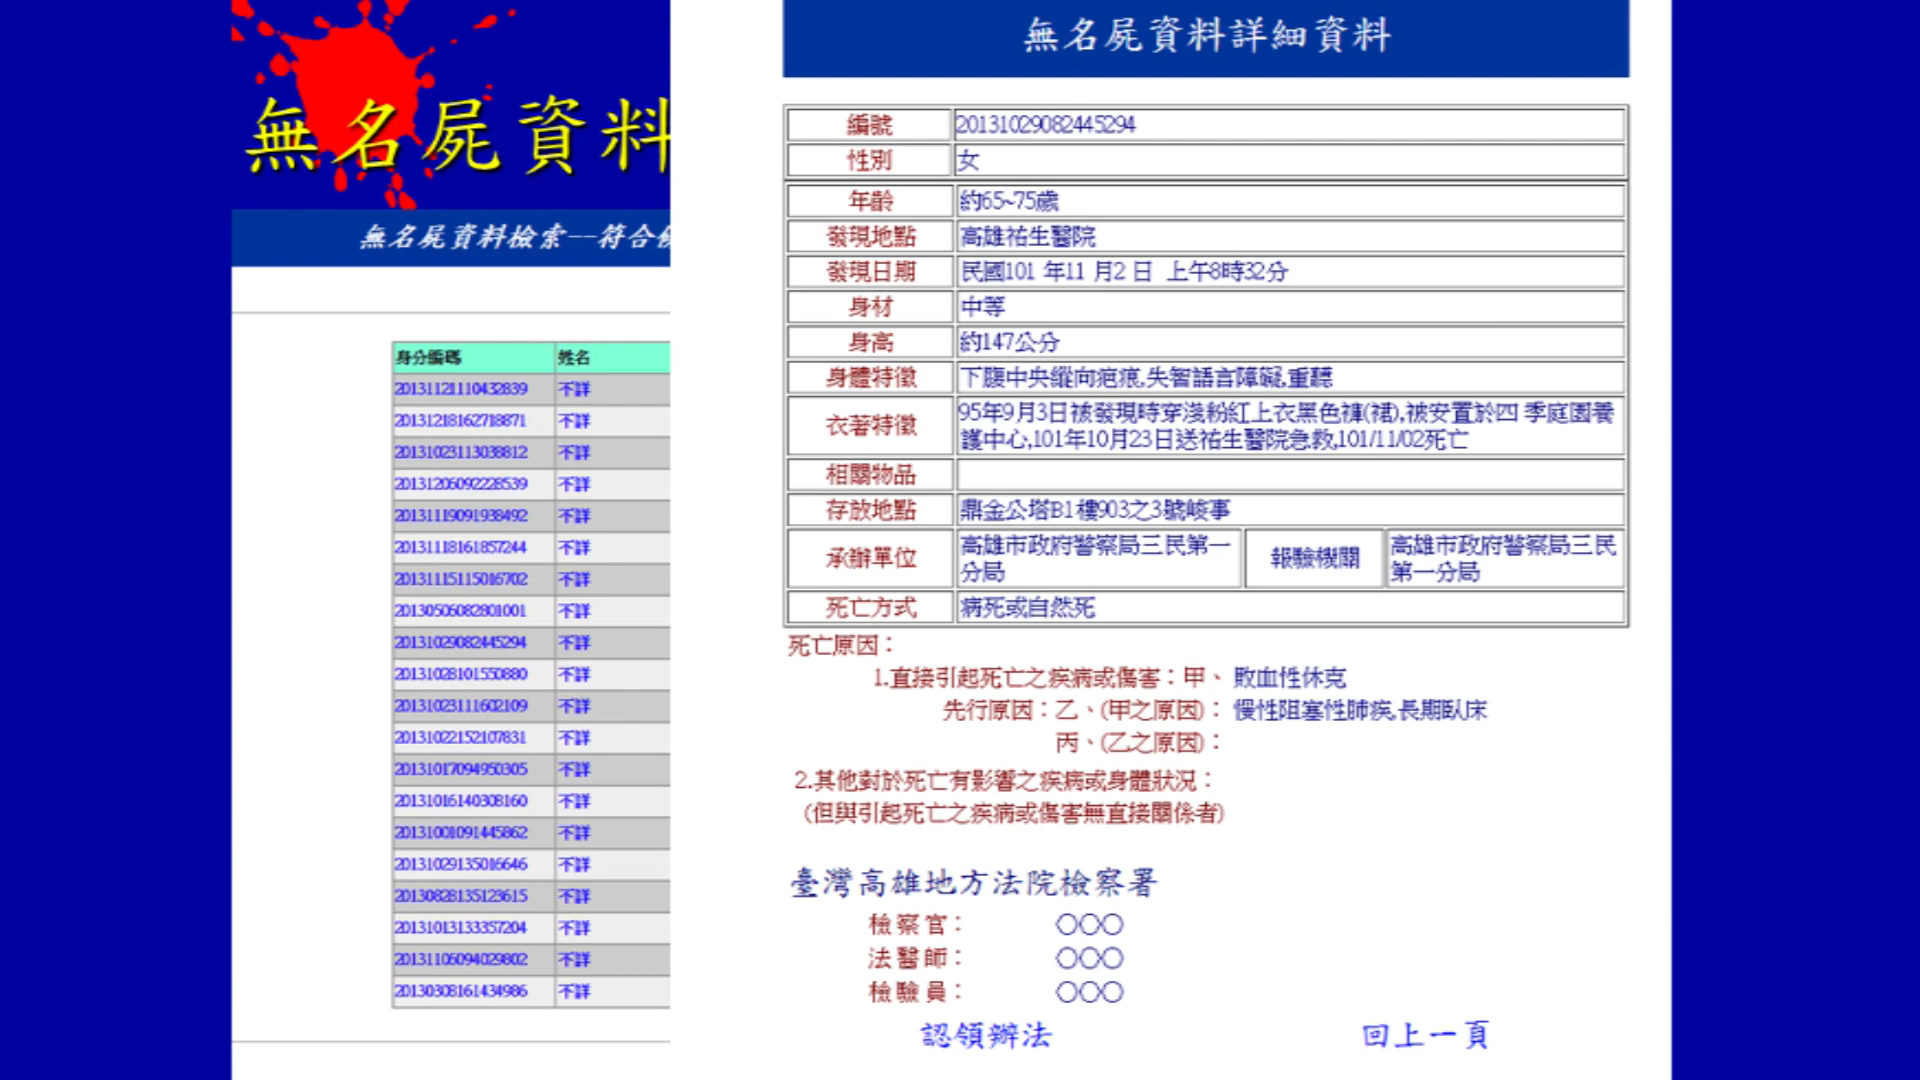 無名屍資料
無名屍資料檢索--符合條
身分編碼 姓名
20131121110432839 不詳
20131218162718871 不詳
20131023113038812 不詳
20131206092228539 不詳
20131119091938492 不詳
20131118161857244 不詳
20131115115016702 不詳
20130506082801001 不詳
20131029082445294 不詳
20131028101550880 不詳
20131023111602109 不詳
20131022152107831 不詳
20131017094950305 不詳
20131016140308160 不詳
20131001091445862 不詳
20131029135016646 不詳
20130828135123615 不詳
20131013133357204 不詳
20131106094029802 不詳
20130308161434986 不詳
無名屍資料詳細資料
編號 20131029082445294
性別 女
年齡 約65~75歲
發現地點 高雄祐生醫院
發現日期 民國101 年11 月2 日 上午8時32分
身材 中等
身高 約147公分
身體特徵 下腹中央縱向疤痕,失智語言障礙,重聽
衣著特徵 95年9月3日被發現時穿淺粉紅上衣黑色褲(裙),被安置於四 季庭園養
護中心,101年10月23日送祐生醫院急救,101/11/02死亡
相關物品
存放地點 鼎金公塔B1樓903之3號峻事
承辦單位 高雄市政府警察局三民第一
分局
報驗機關 高雄市政府警察局三民
第一分局
死亡方式 病死或自然死
死亡原因：
1.直接引起死亡之疾病或傷害：甲、 敗血性休克
先行原因：乙、(甲之原因)： 慢性阻塞性肺疾,長期臥床
丙、(乙之原因)：
2.其他對於死亡有影響之疾病或身體狀況：
(但與引起死亡之疾病或傷害無直接關係者)
臺灣高雄地方法院檢察署
檢察官： ○○○
法醫師： ○○○
檢驗員： ○○○
認領辦法 回上一頁